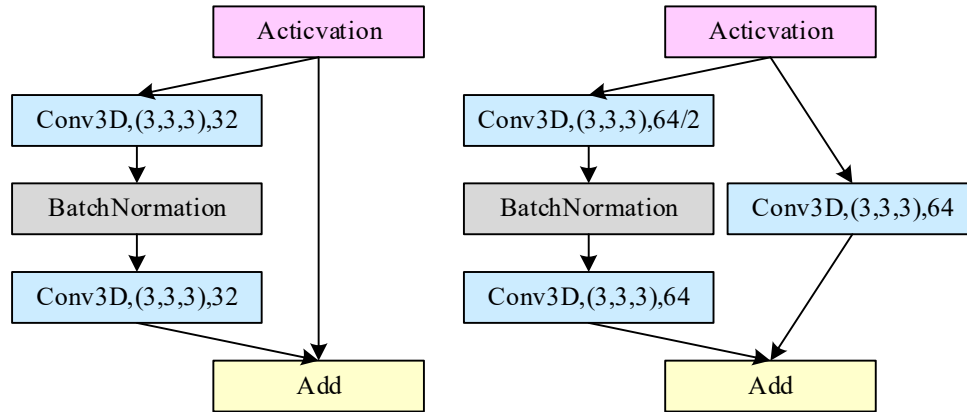 Acticvation
Conv3D,(3,3,3),32
BatchNormation
Conv3D,(3,3,3),32
Add
Acticvation
Conv3D,(3,3,3),64/2
BatchNormation
Conv3D,(3,3,3),64
Conv3D,(3,3,3),64
Add